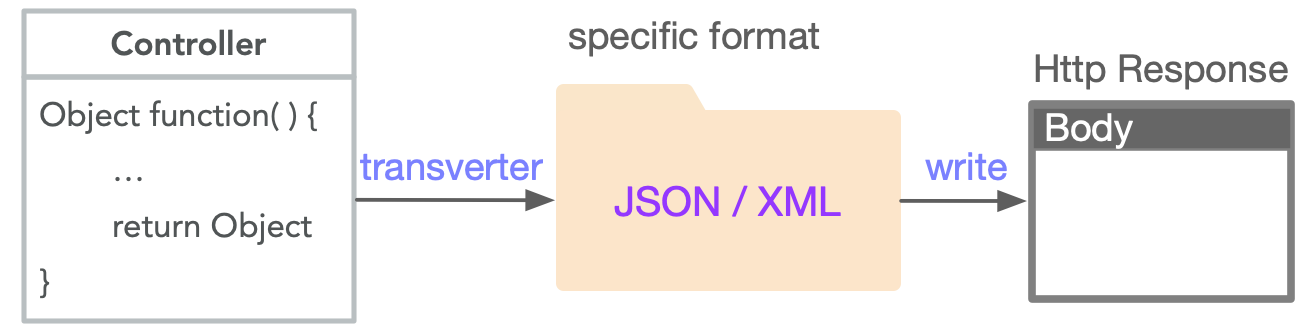 Controller
Object function( ) {
...
return Object
}
transverter
specific format
JSON / XML
write
Http Response
Body